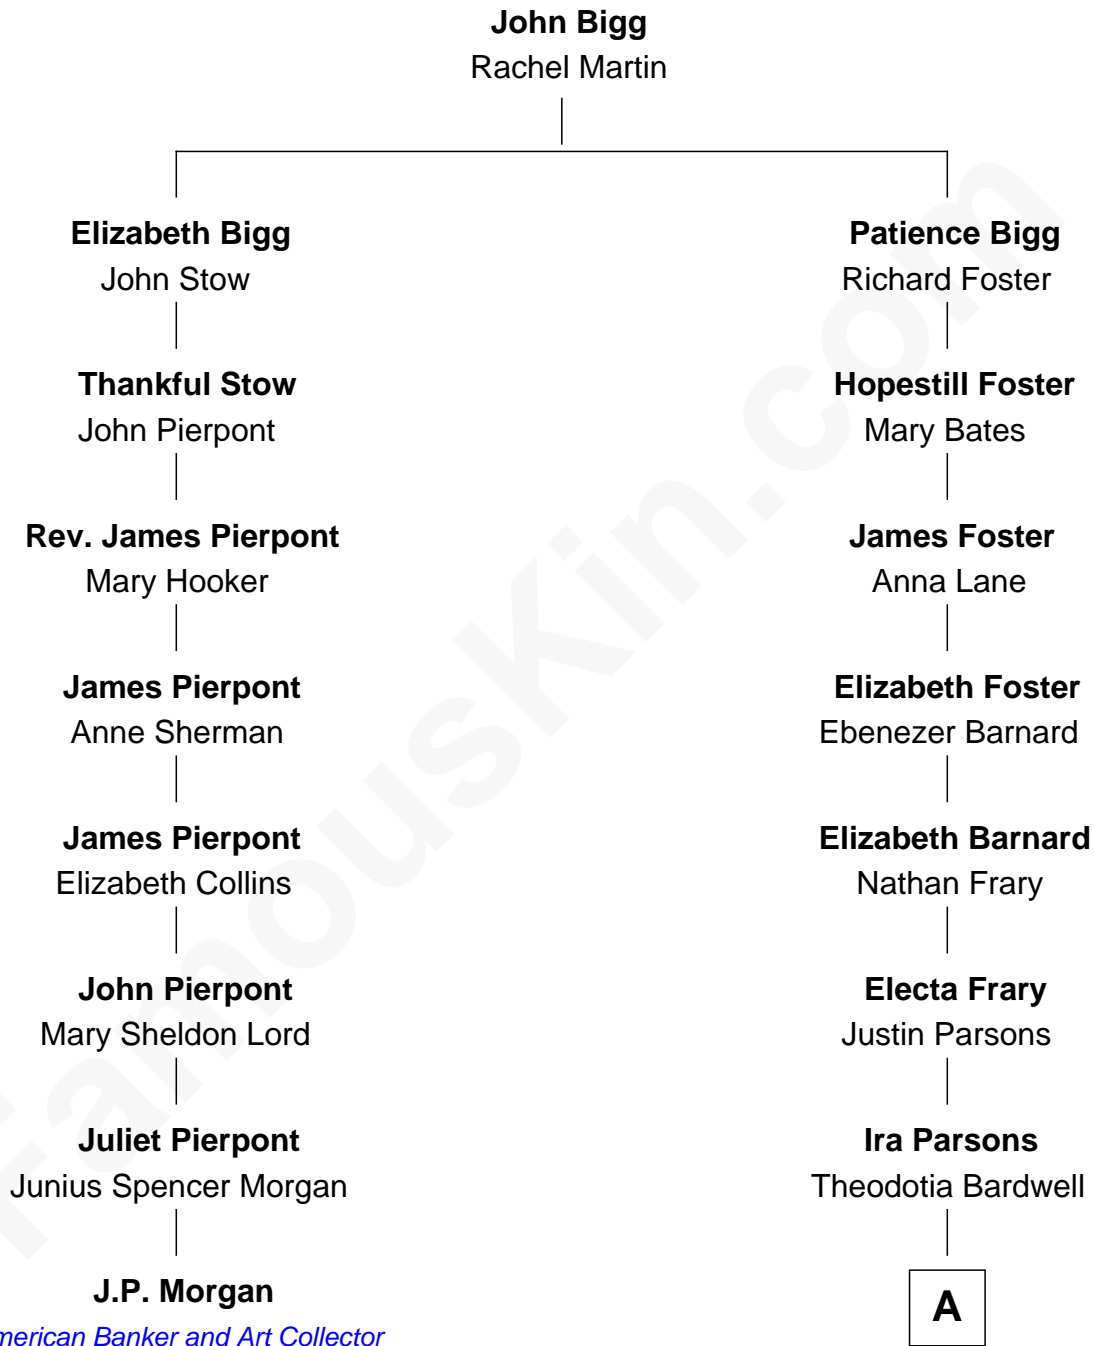 John Bigg
Rachel Martin
Elizabeth Bigg
John Stow
Patience Bigg
Richard Foster
Thankful Stow
John Pierpont
Hopestill Foster
Mary Bates
Rev. James Pierpont
Mary Hooker
James Foster
Anna Lane
James Pierpont
Anne Sherman
Elizabeth Foster
Ebenezer Barnard
James Pierpont
Elizabeth Collins
Elizabeth Barnard
Nathan Frary
John Pierpont
Mary Sheldon Lord
Electa Frary
Justin Parsons
Juliet Pierpont
Junius Spencer Morgan
Ira Parsons
Theodotia Bardwell
J.P. Morgan
merican Banker and Art Collector
A
FamousKin.com